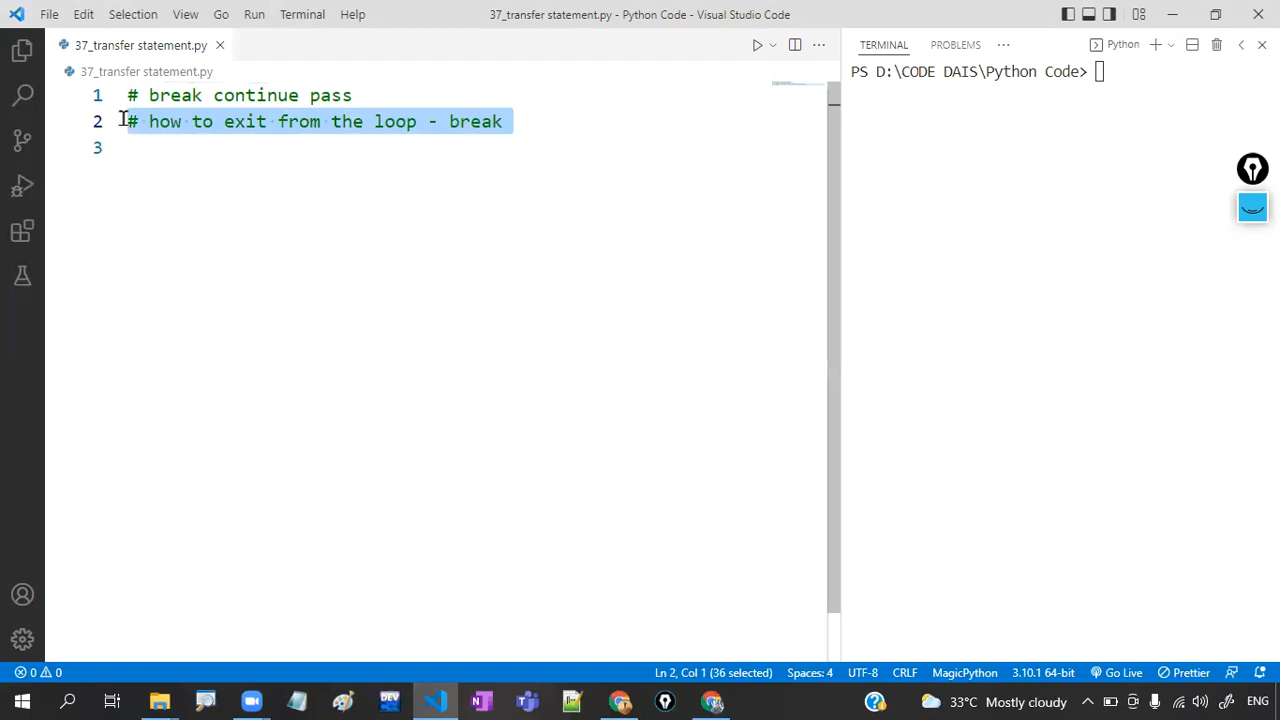 File Edit Selection View Go Run Terminal Help
37_transfer statement.py - Python Code - Visual Studio Code
37_transfer statement.py
37_transfer statement.py
1 # break continue pass
2 # how to exit from the loop - break
3
TERMINAL PROBLEMS
Python
PS D:\CODE DAIS\Python Code>
0 0
Ln 2, Col 1 (36 selected) Spaces: 4 UTF-8 CRLF MagicPython 3.10.1 64-bit Go Live Prettier
DEV
33°C Mostly cloudy
ENG